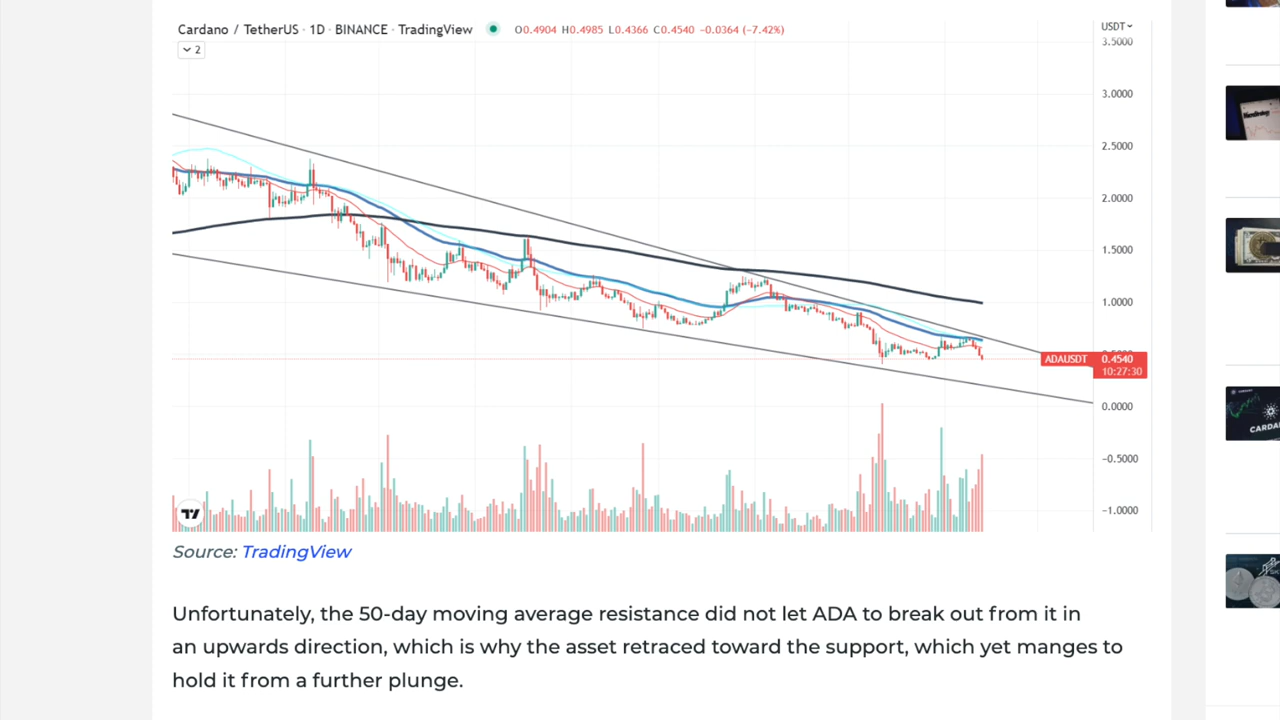 Cardano / TetherUS · 1D · BINANCE · TradingView O0.4904 H0.4985 L0.4366 C0.4540 -0.0364 (-7.42%)
2
USDT
3.5000
3.0000
2.5000
2.0000
1.5000
1.0000
ADAUSDT 0.4540
10:27:30
0.0000
-0.5000
-1.0000
Source: TradingView
Unfortunately, the 50-day moving average resistance did not let ADA to break out from it in
an upwards direction, which is why the asset retraced toward the support, which yet manges to
hold it from a further plunge.